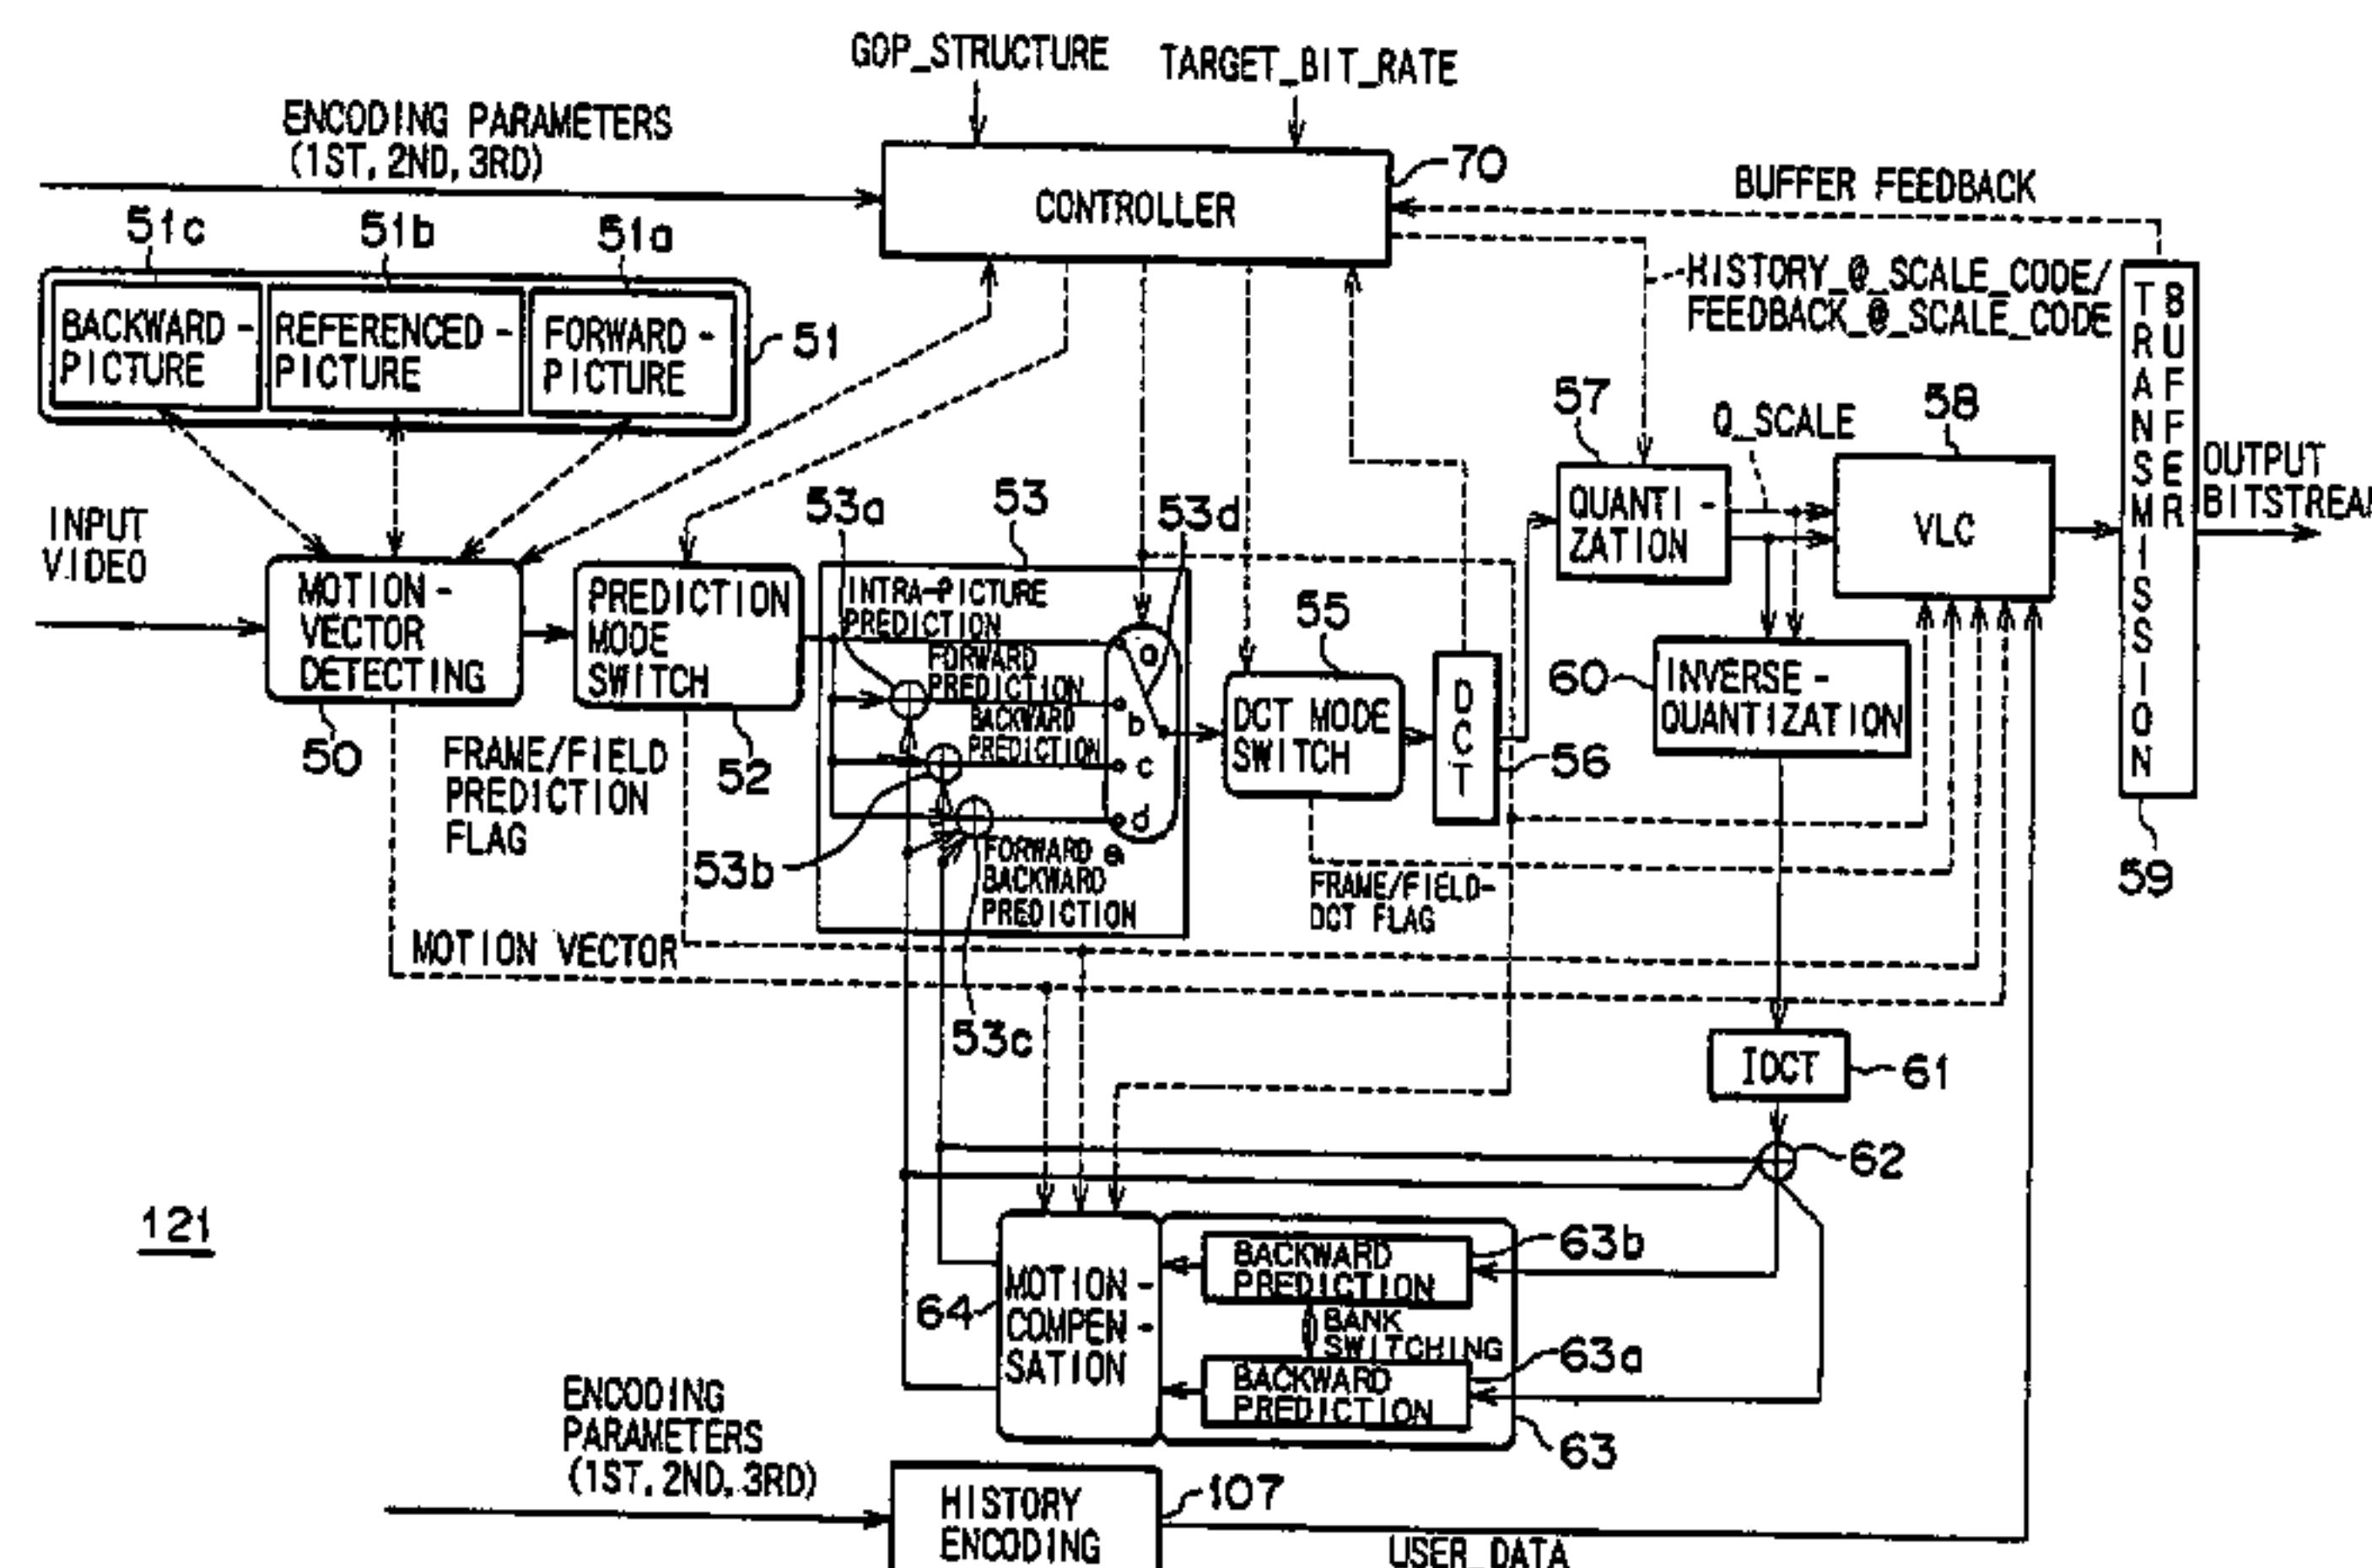 GOP_STRUCTURE
TARGET_BIT_RATE
ENCODING PARAMETERS
(1ST, 2ND, 3RD)
CONTROLLER
70
BUFFER FEEDBACK
51c
51b
51a
BACKWARD-
PICTURE
REFERENCED-
PICTURE
FORWARD-
PICTURE
51
HISTORY_@_SCALE_CODE/
FEEDBACK_@_SCALE_CODE
TRANSMISSION
BUFFER
59
OUTPUT
BITSTREA
57
Q_SCALE
58
QUANTI-
ZATION
VLC
INPUT
VIDEO
MOTION-
VECTOR
DETECTING
50
PREDICTION
MODE
SWITCH
52
53a
53
53d
INTRA-PICTURE
PREDICTION
FORWARD
PREDICTION
BACKWARD
PREDICTION
a
b
c
d
e
FORWARD
BACKWARD
PREDICTION
53b
53c
55
DCT MODE
SWITCH
DCT
56
60
INVERSE-
QUANTIZATION
FRAME/FIELD
PREDICTION
FLAG
FRAME/FIELD-
DCT FLAG
MOTION VECTOR
IDCT
61
62
121
64
MOTION-
COMPEN-
SATION
BACKWARD
PREDICTION
63b
BANK
SWITCHING
BACKWARD
PREDICTION
63a
63
ENCODING
PARAMETERS
(1ST, 2ND, 3RD)
HISTORY
ENCODING
107
USER_DATA